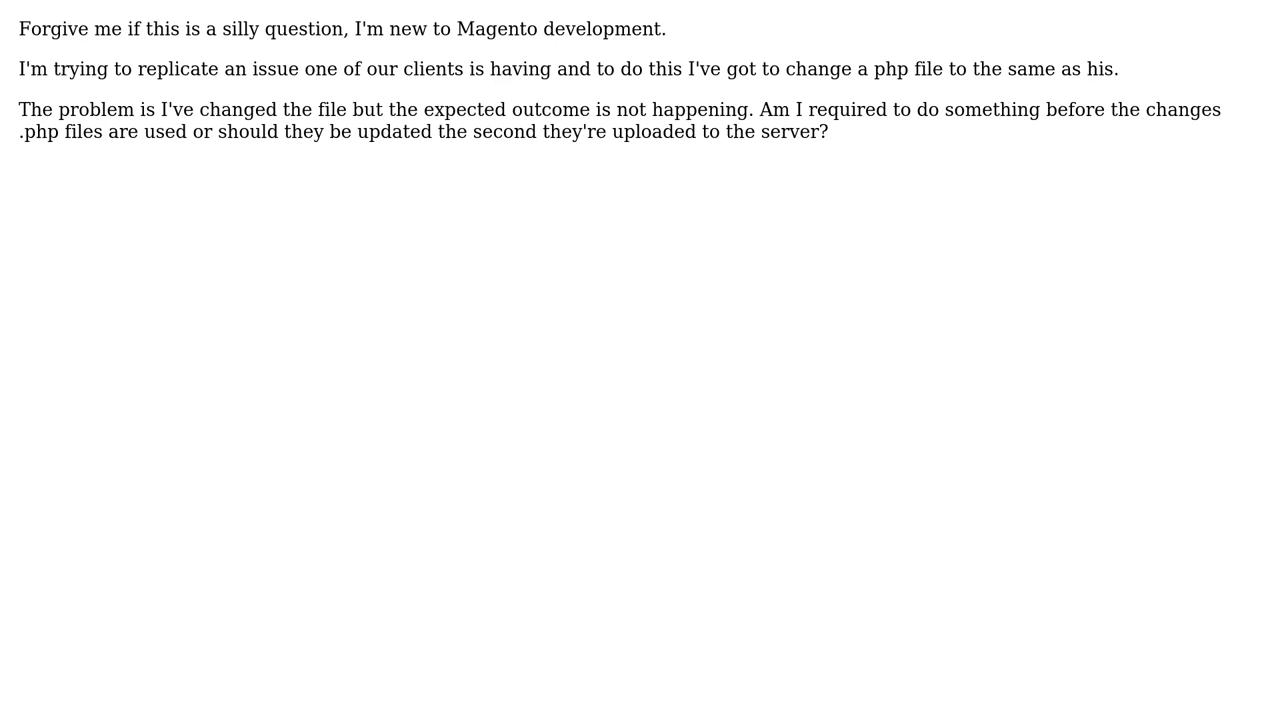 Forgive me if this is a silly question, I'm new to Magento development.
I'm trying to replicate an issue one of our clients is having and to do this I've got to change a php file to the same as his.
The problem is I've changed the file but the expected outcome is not happening. Am I required to do something before the changes
.php files are used or should they be updated the second they're uploaded to the server?